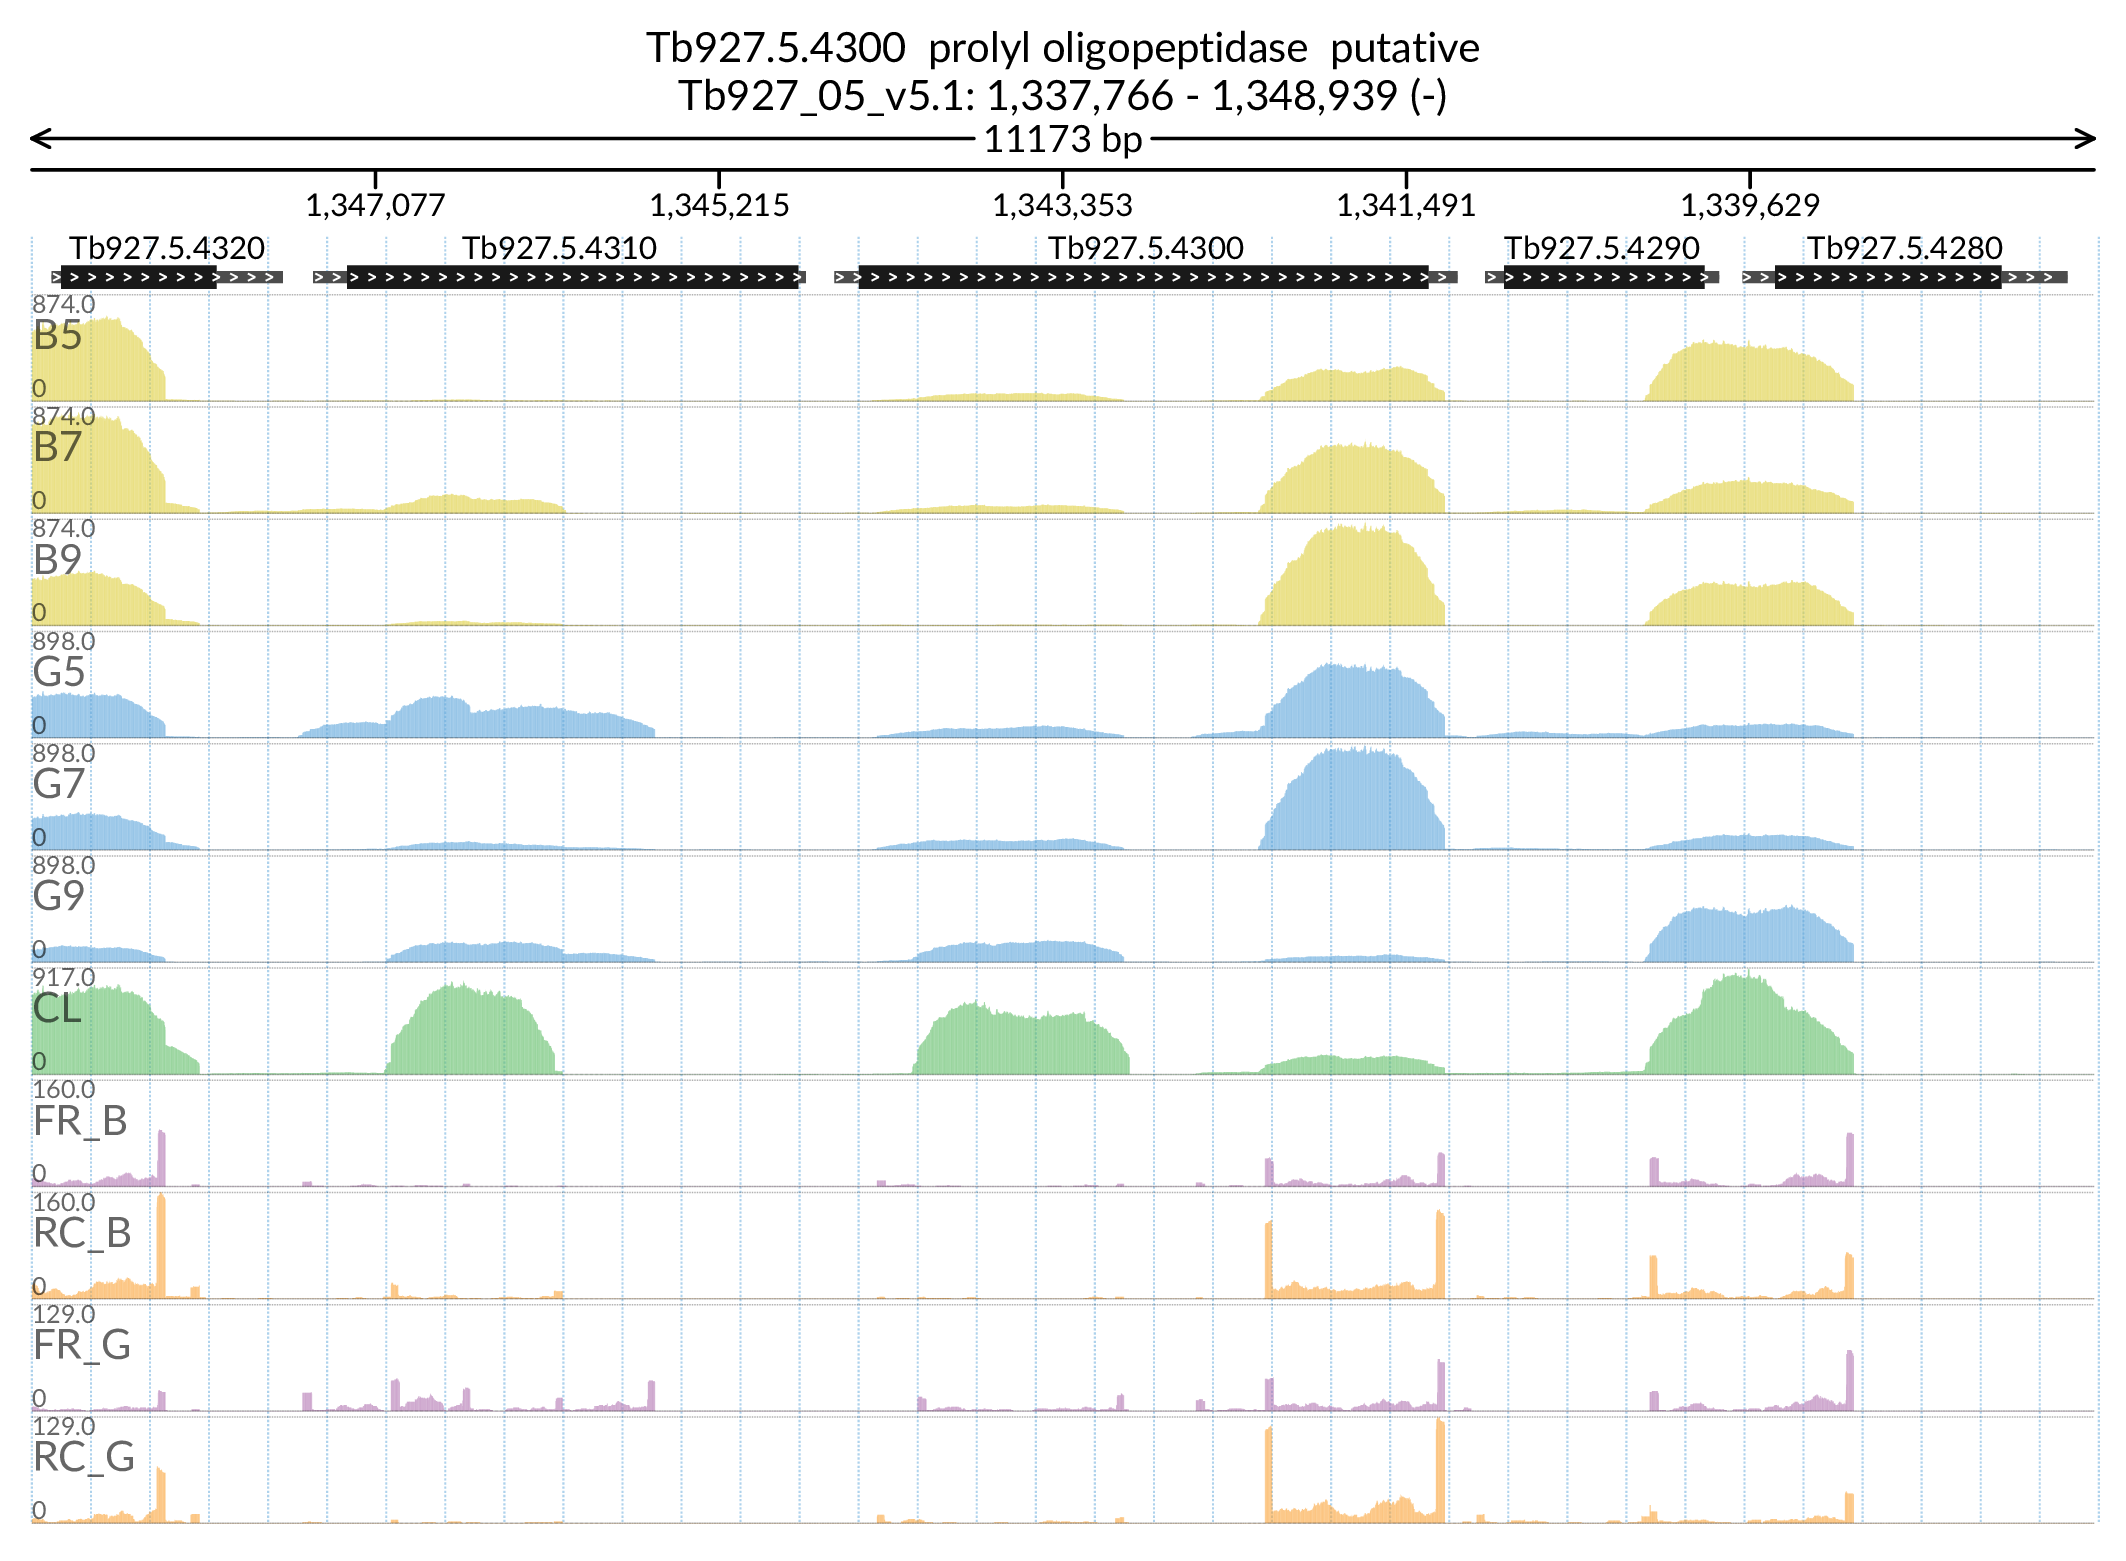 Tb927.5.4300 prolyl oligopeptidase putative
Tb927_05_v5.1: 1,337,766 - 1,348,939 (-)
11173 bp
1,347,077 1,345,215 1,343,353 1,341,491 1,339,629
Tb927.5.4320 Tb927.5.4310 Tb927.5.4300 Tb927.5.4290 Tb927.5.4280
874.0
B5
0
874.0
B7
0
874.0
B9
0
898.0
G5
0
898.0
G7
0
898.0
G9
0
917.0
CL
0
160.0
FR_B
0
160.0
RC_B
0
129.0
FR_G
0
129.0
RC_G
0